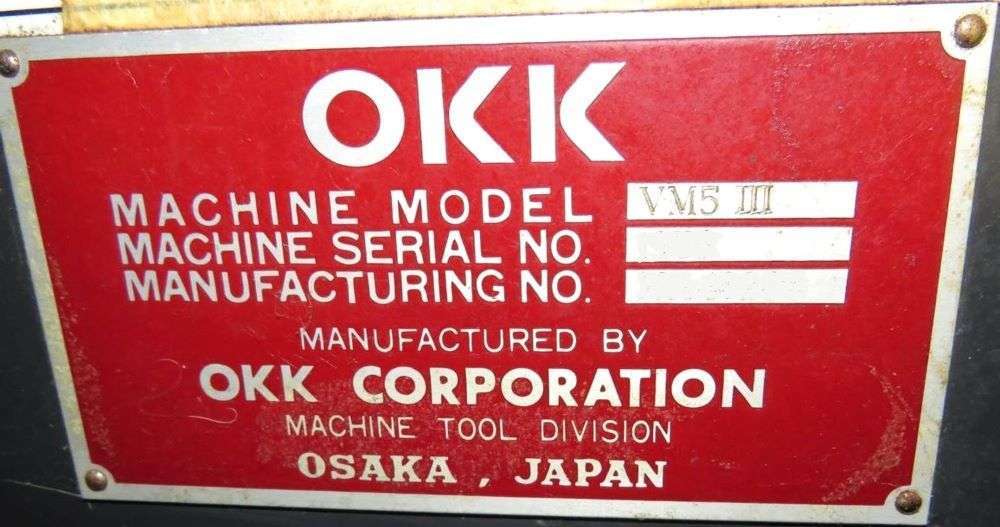 OKK
MACHINE MODEL VM5 III
MACHINE SERIAL NO.
MANUFACTURING NO.
MANUFACTURED BY
OKK CORPORATION
MACHINE TOOL DIVISION
OSAKA , JAPAN